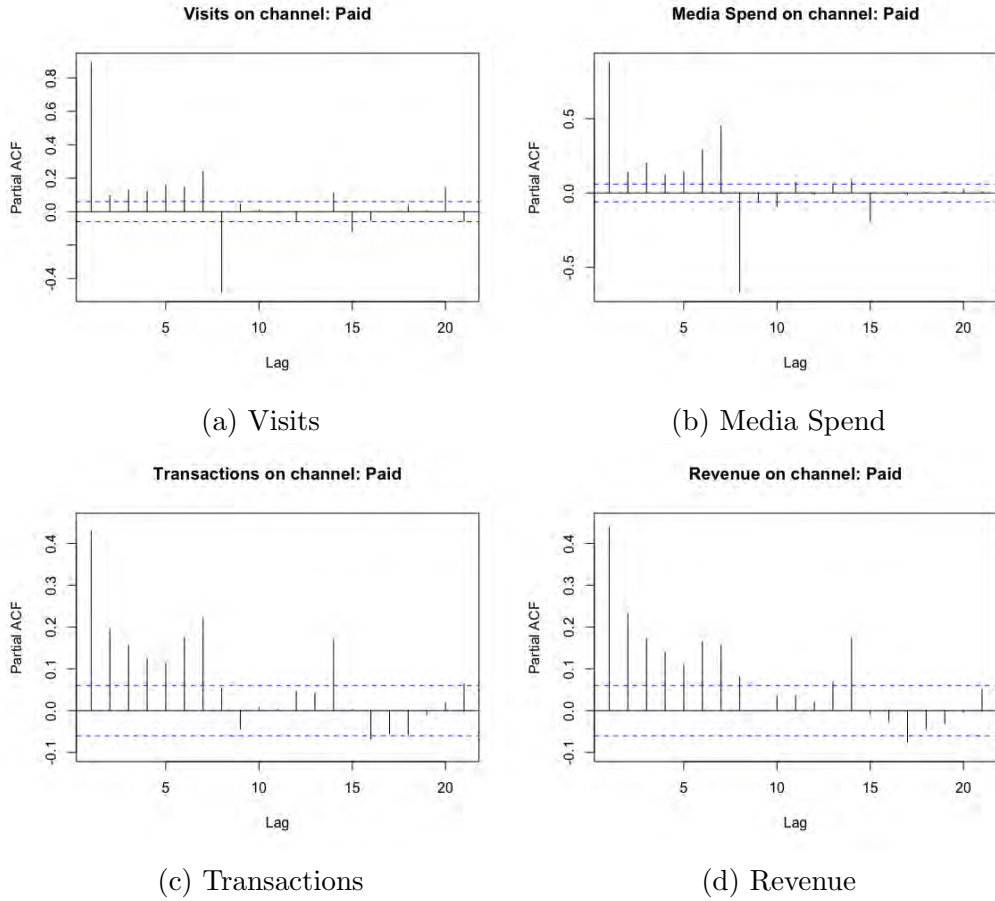 Visits on channel: Paid
Media Spend on channel: Paid
Partial ACF
-0.4
0.0
0.2
0.4
0.6
0.8
5
10
15
20
Lag
Partial ACF
-0.5
0.0
0.5
5
10
15
20
Lag
(a) Visits
(b) Media Spend
Transactions on channel: Paid
Revenue on channel: Paid
Partial ACF
-0.1
0.0
0.1
0.2
0.3
0.4
5
10
15
20
Lag
Partial ACF
-0.1
0.0
0.1
0.2
0.3
0.4
5
10
15
20
Lag
(c) Transactions
(d) Revenue